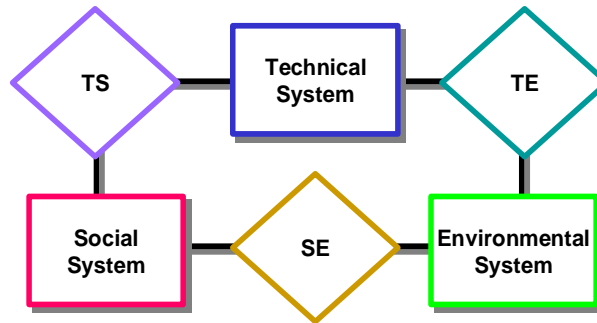 TS
Technical
System
TE
Social
System
SE
Environmental
System